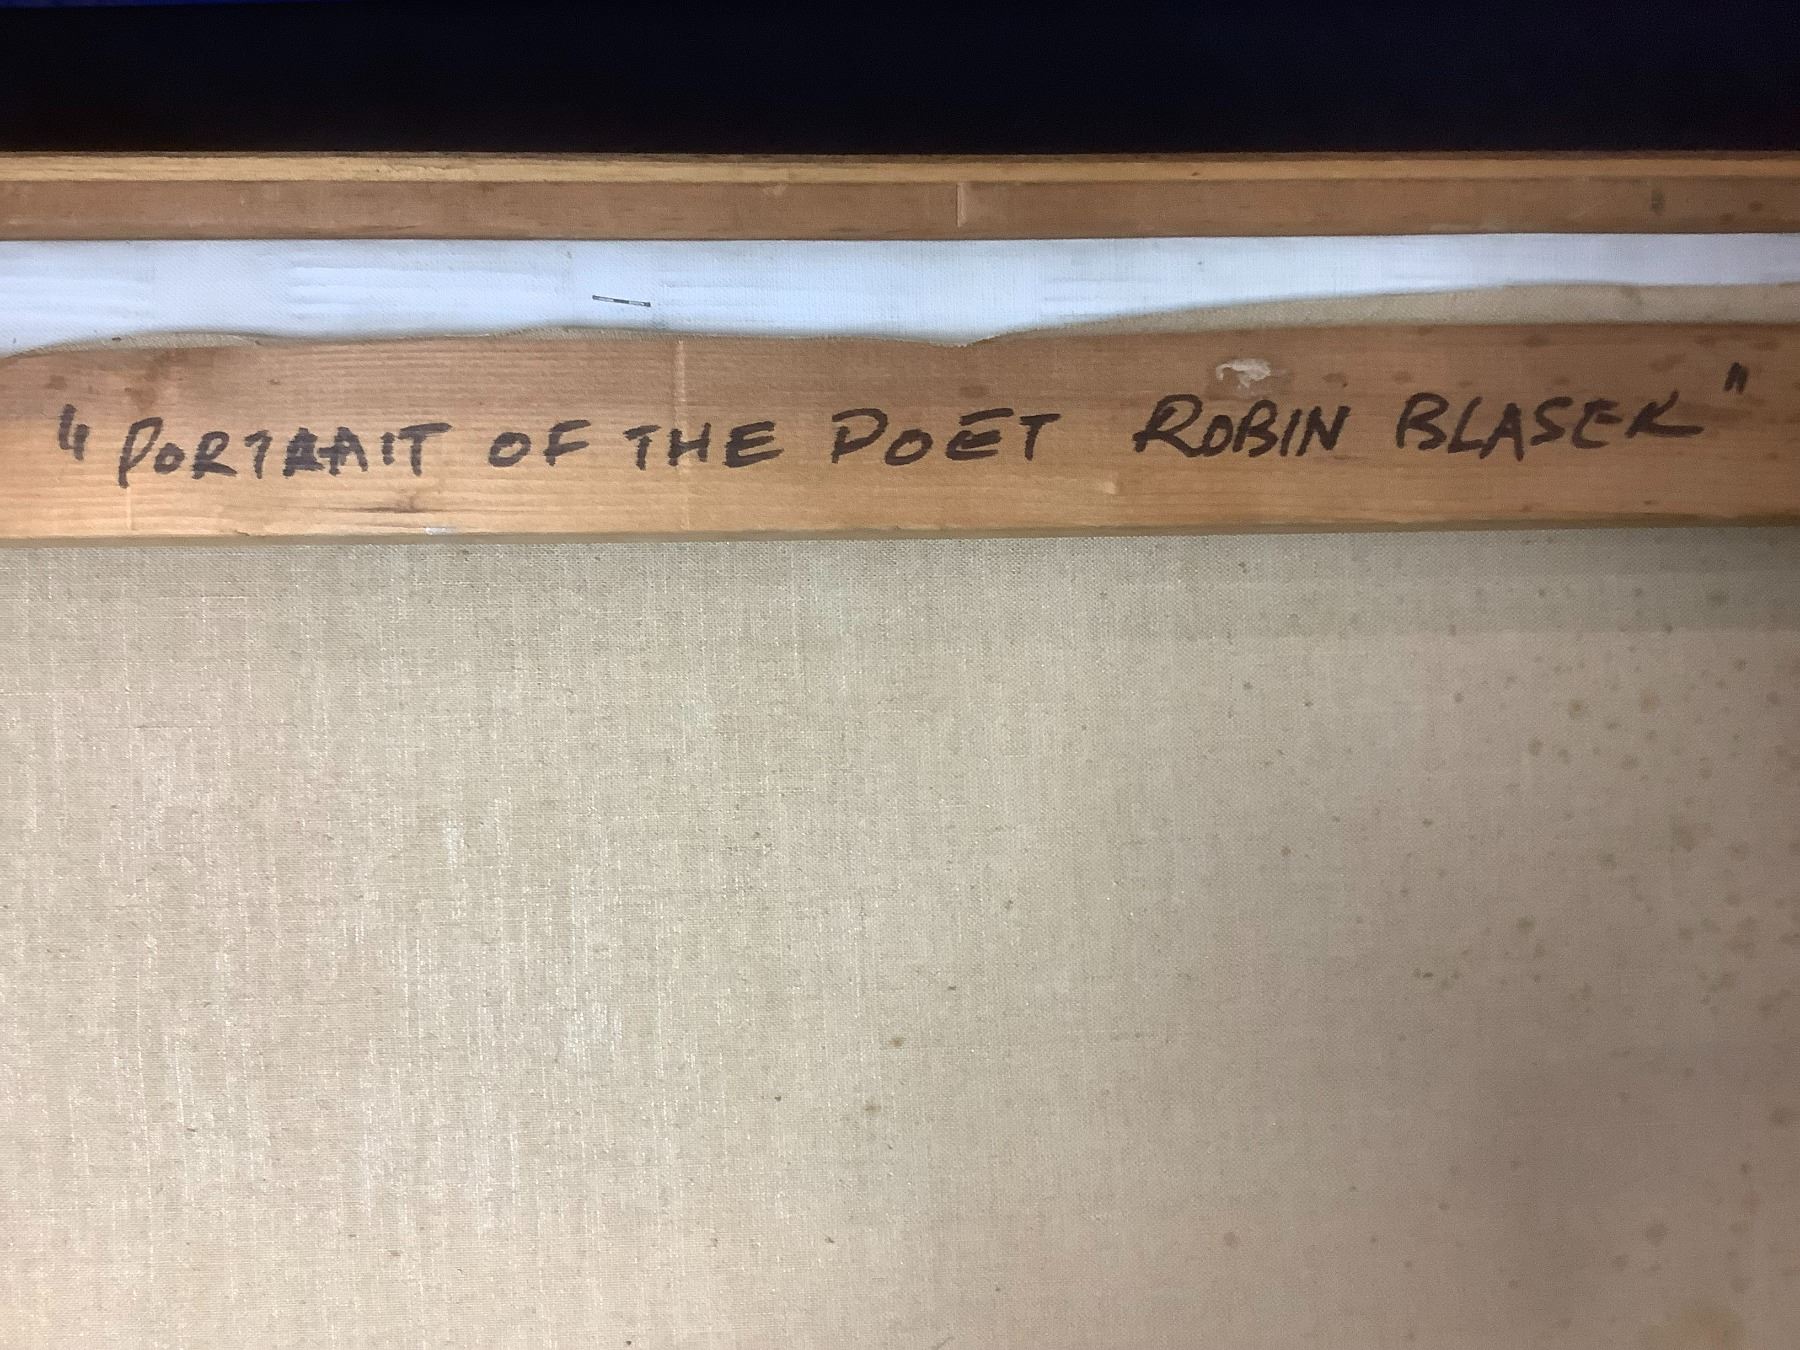 "PORTRAIT OF THE POET ROBIN BLASER"